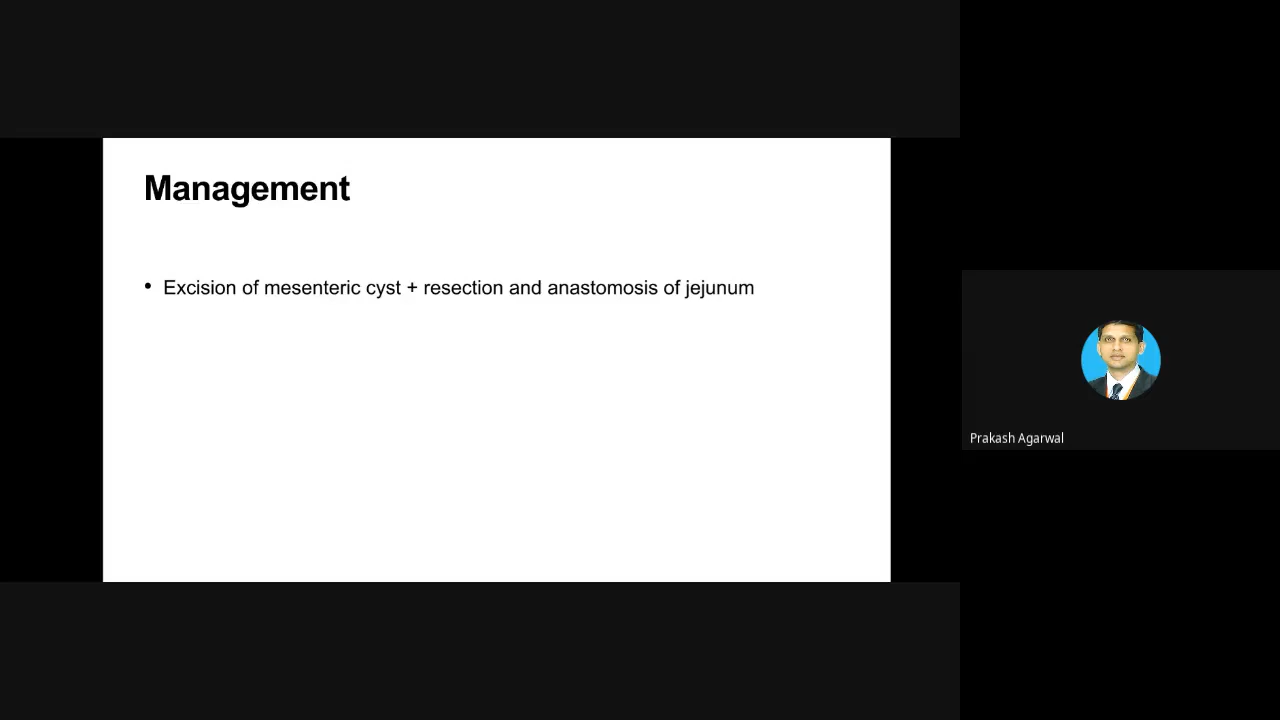 Management
• Excision of mesenteric cyst + resection and anastomosis of jejunum
Prakash Agarwal